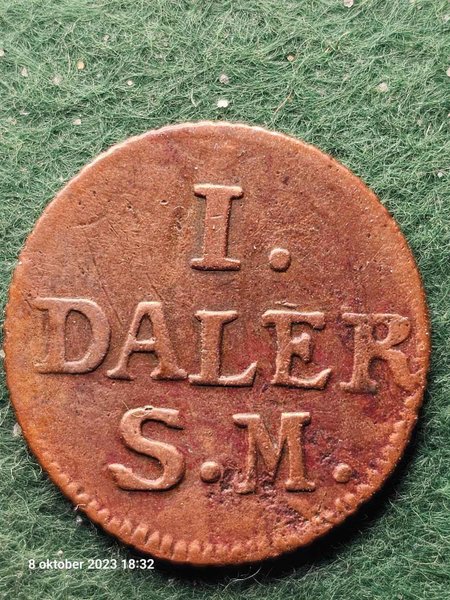 I.
DALER
S.M.
8 oktober 2023 18:32